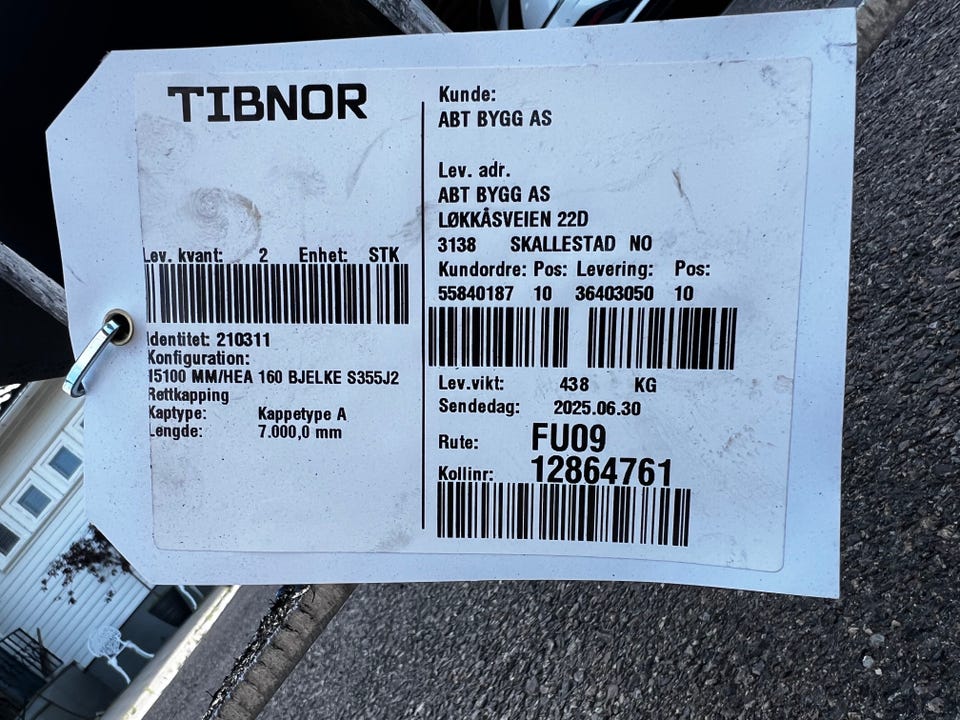 TIBNOR
Lev. kvant: 2 Enhet: STK
Identitet: 210311
Konfiguration:
15100 MM/HEA 160 BJELKE S355J2
Rettkapping
Kaptype: Kappetype A
Lengde: 7.000,0 mm
Kunde:
ABT BYGG AS
Lev. adr.
ABT BYGG AS
LØKKÅSVEIEN 22D
3138 SKALLESTAD NO
Kundordre: Pos: Levering: Pos:
55840187 10 36403050 10
Lev.vikt: 438 KG
Sendedag: 2025.06.30
Rute: FU09
Kollinr: 12864761